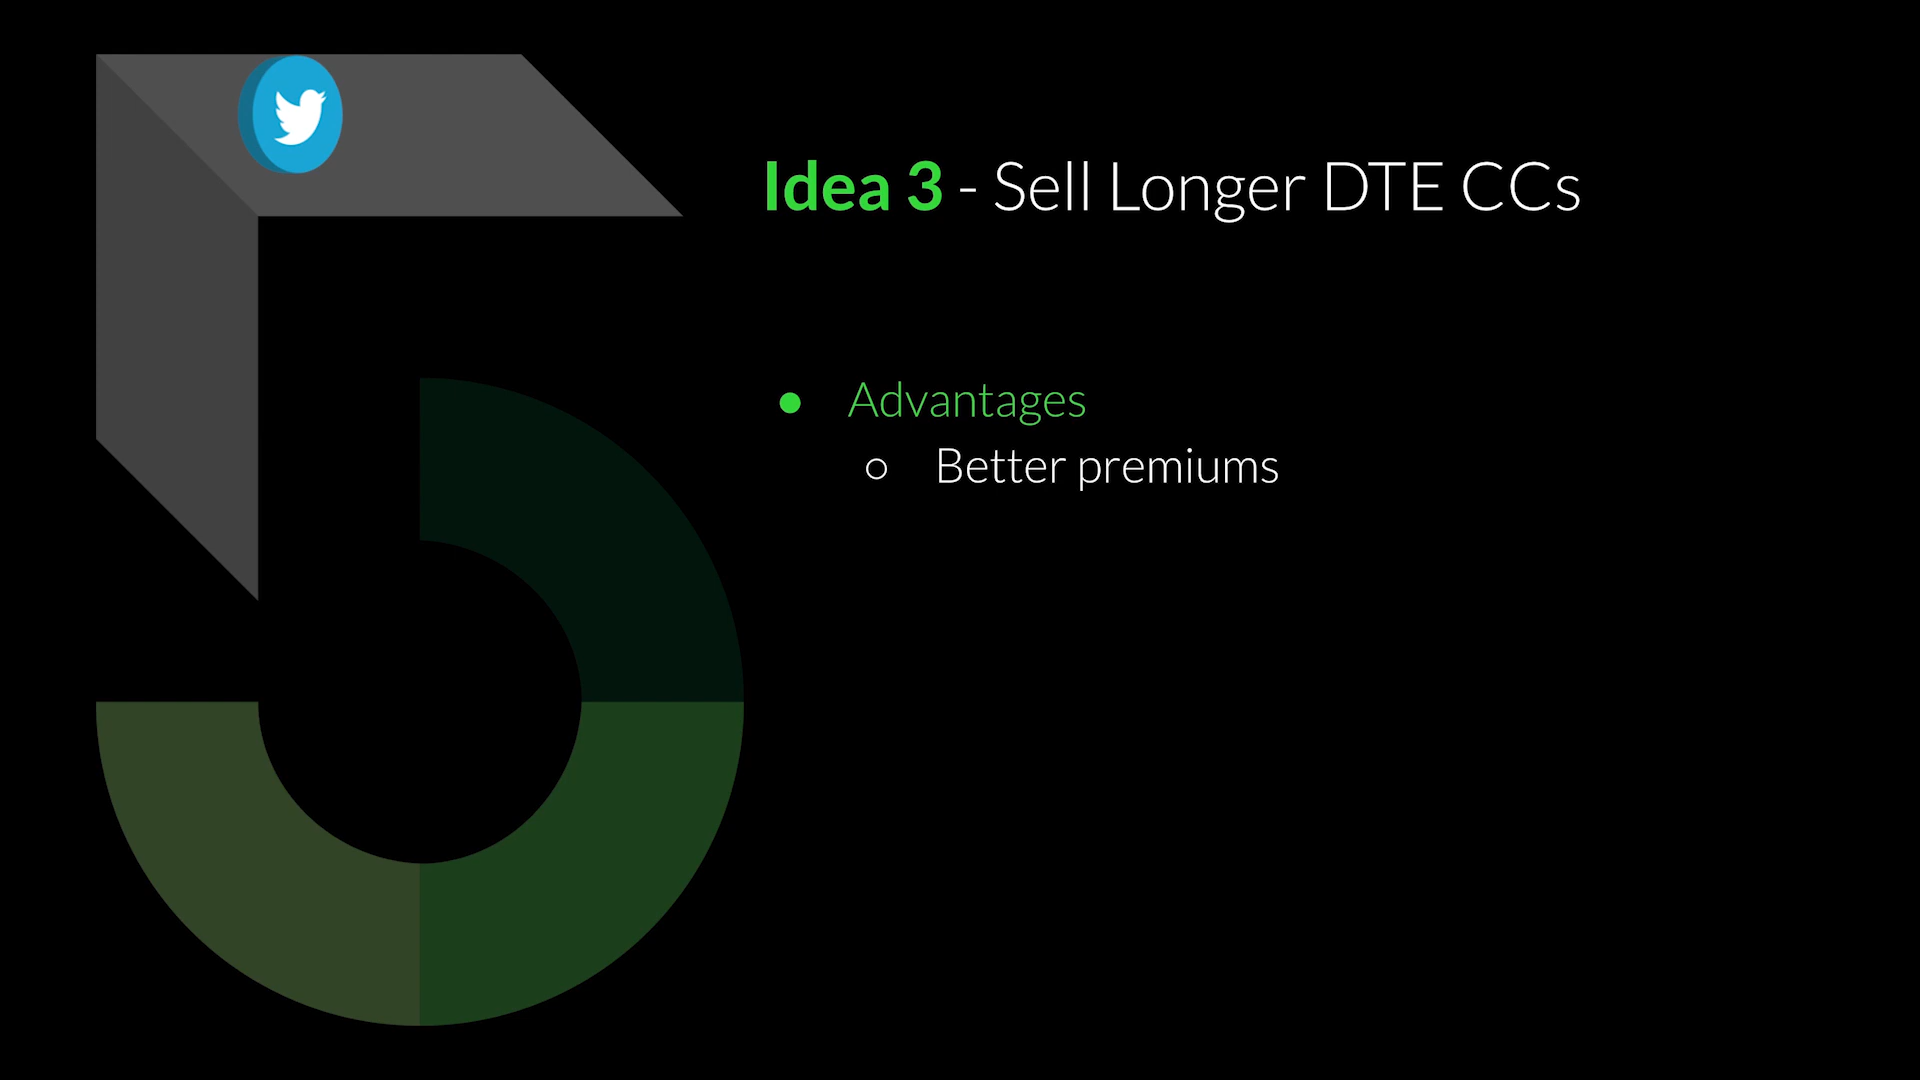 Idea 3 - Sell Longer DTE CCs
● Advantages
○ Better premiums